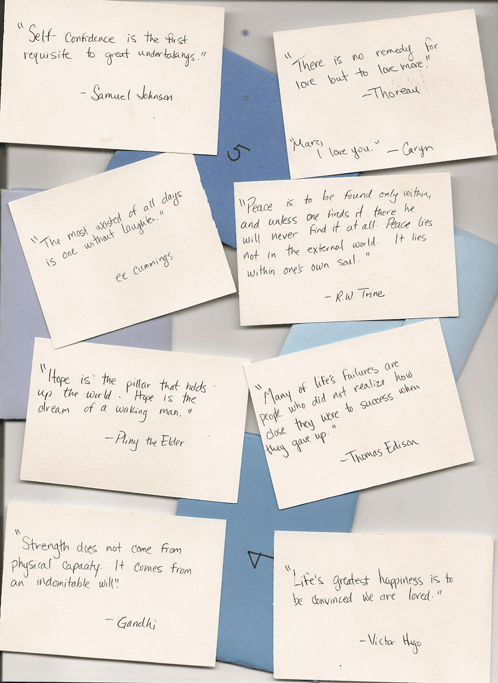 "Self-Confidence is the first
requisite to great undertakings."
- Samuel Johnson
"There is no remedy for
love but to love more."
- Thoreau
"Marc,
I love you." - Caryn
5
"The most wasted of all days
is one without laughter."
ee cummings
"Peace is to be found only within,
and unless one finds it there he
will never find it at all. Peace lies
not in the external world. It lies
within one's own soul."
- R.W. Trine
"Hope is the pillar that holds
up the world. Hope is the
dream of a waking man."
- Pliny the Elder
"Many of life's failures are
people who did not realize how
close they were to success when
they gave up."
- Thomas Edison
"Strength does not come from
physical capacity. It comes from
an indomitable will"
- Gandhi
4
"Life's greatest happiness is to
be convinced we are loved."
- Victor Hugo